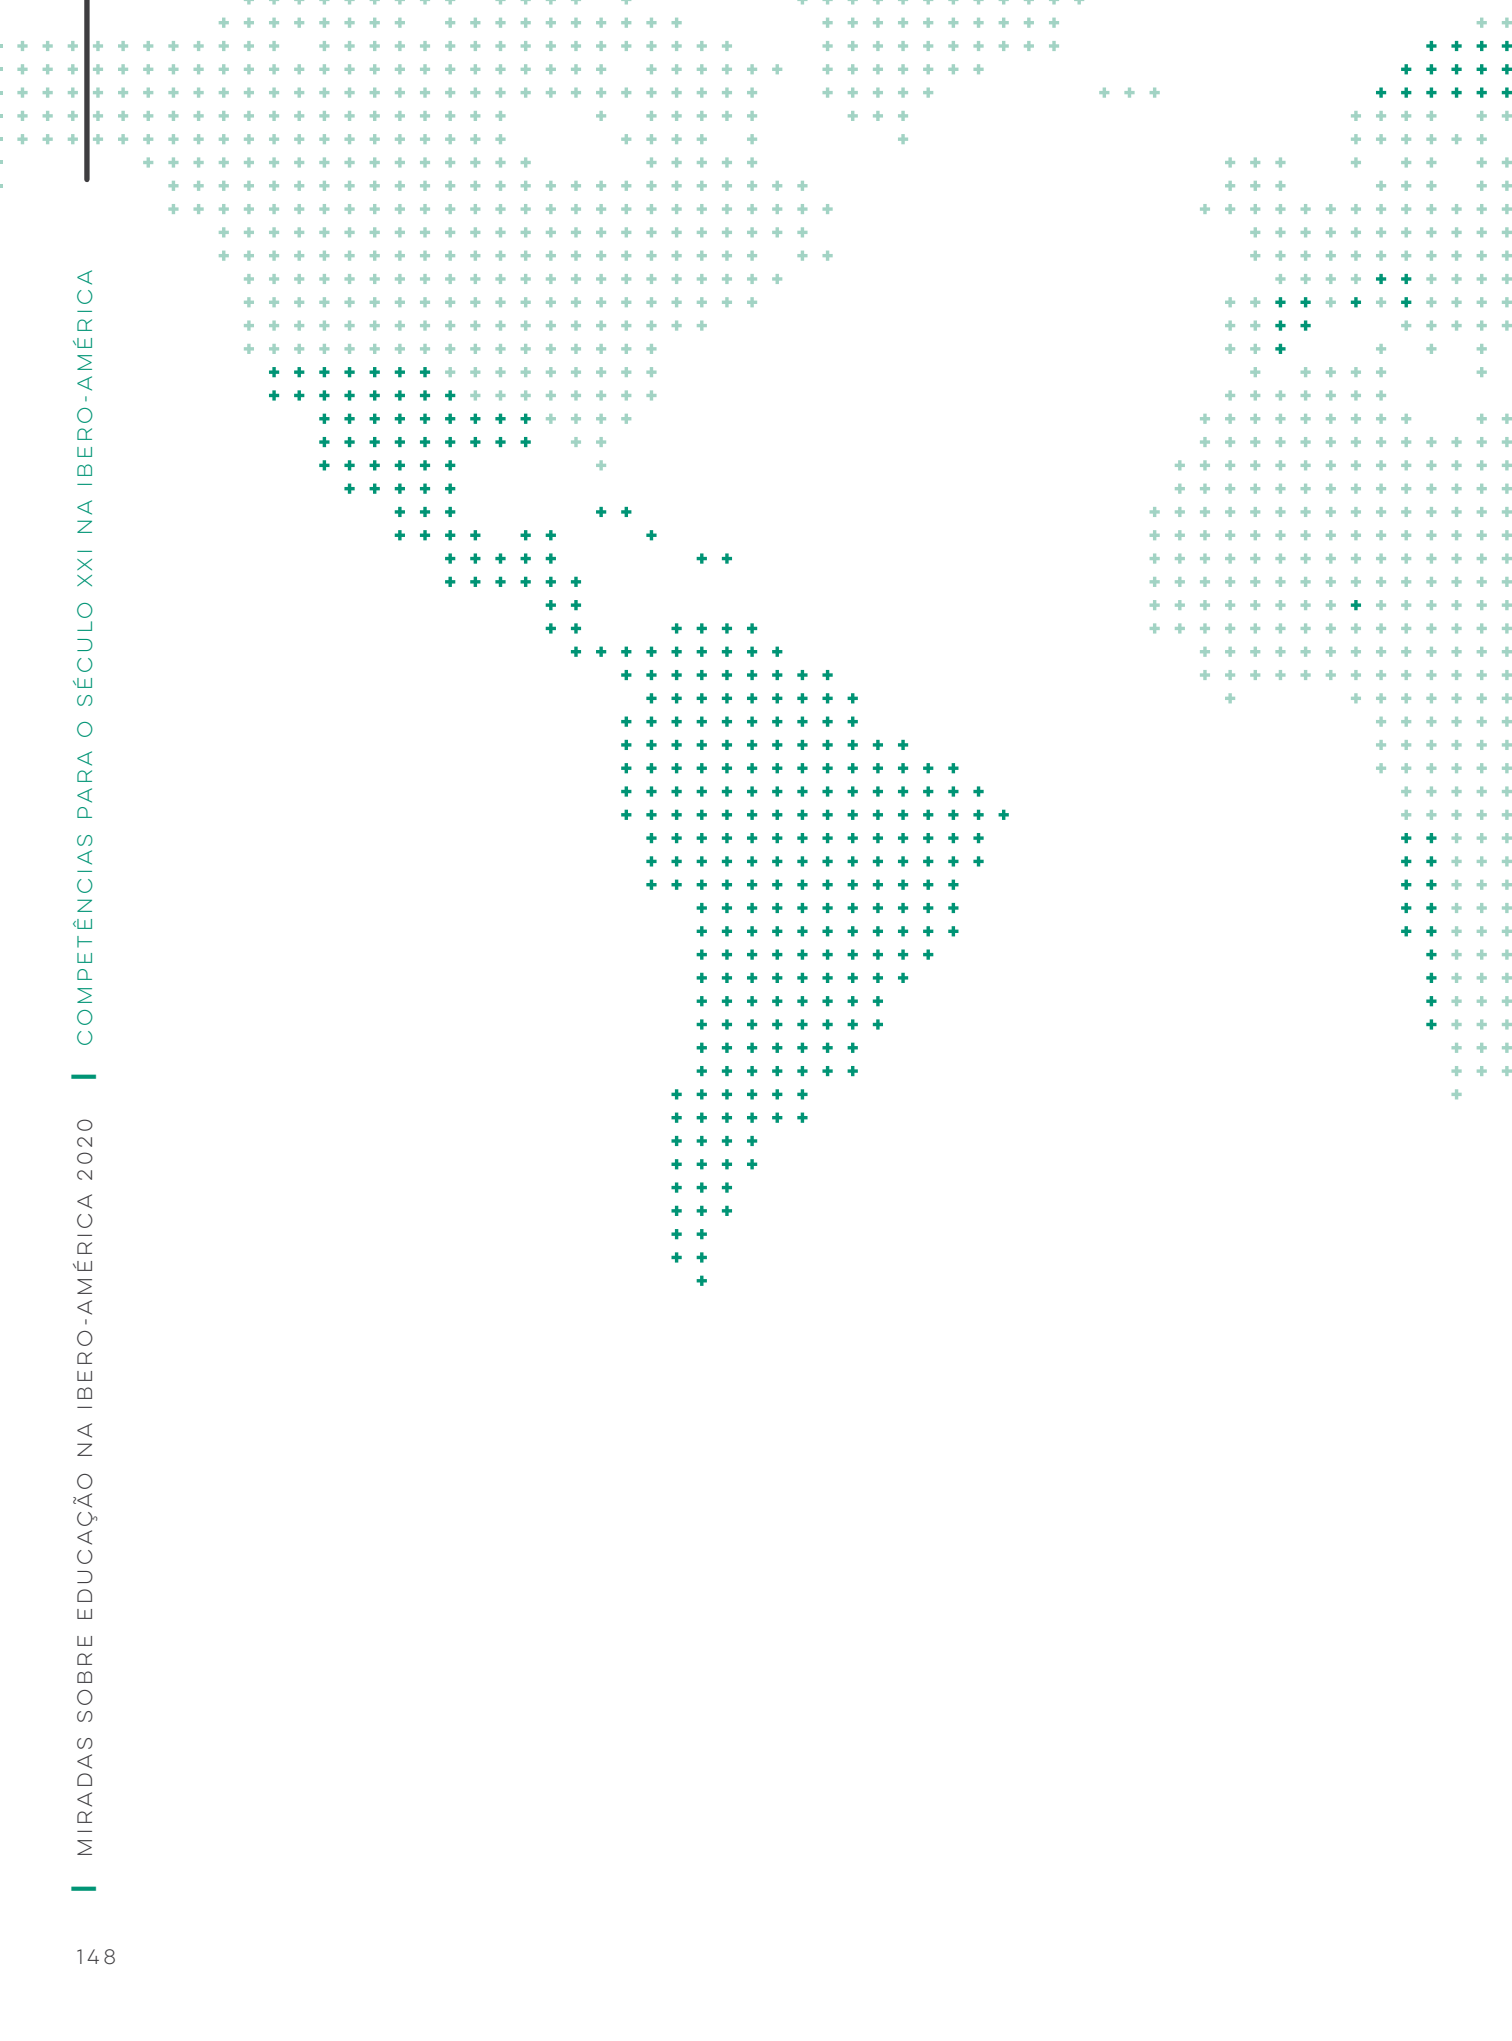 MIRADAS SOBRE EDUCAÇÃO NA IBERO-AMÉRICA 2020
COMPETÊNCIAS PARA O SÉCULO XXI NA IBERO-AMÉRICA
148